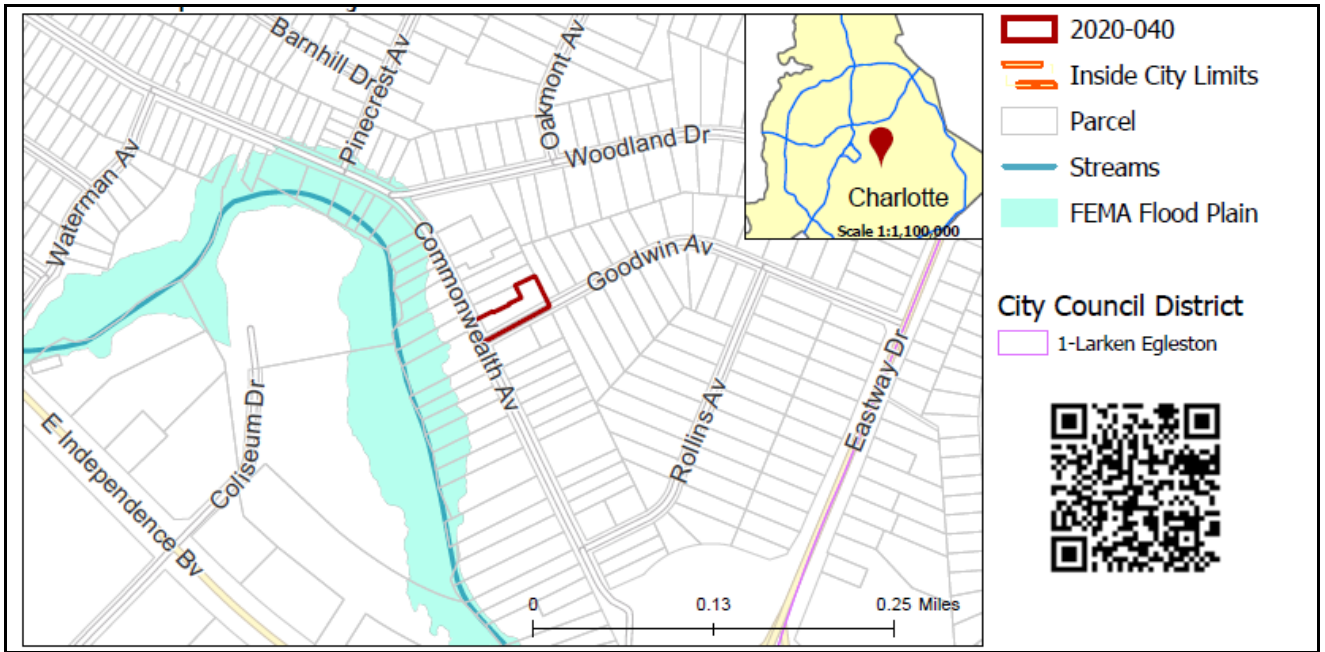 Barnhill Dr
Pinecrest Av
Oakmont Av
Woodland Dr
Waterman Av
Commonwealth Av
Goodwin Av
Coliseum Dr
E Independence Bv
Rollins Av
Eastway Dr
0 0.13 0.25 Miles
Charlotte
Scale 1:1,100,000
2020-040
Inside City Limits
Parcel
Streams
FEMA Flood Plain
City Council District
1-Larken Egleston